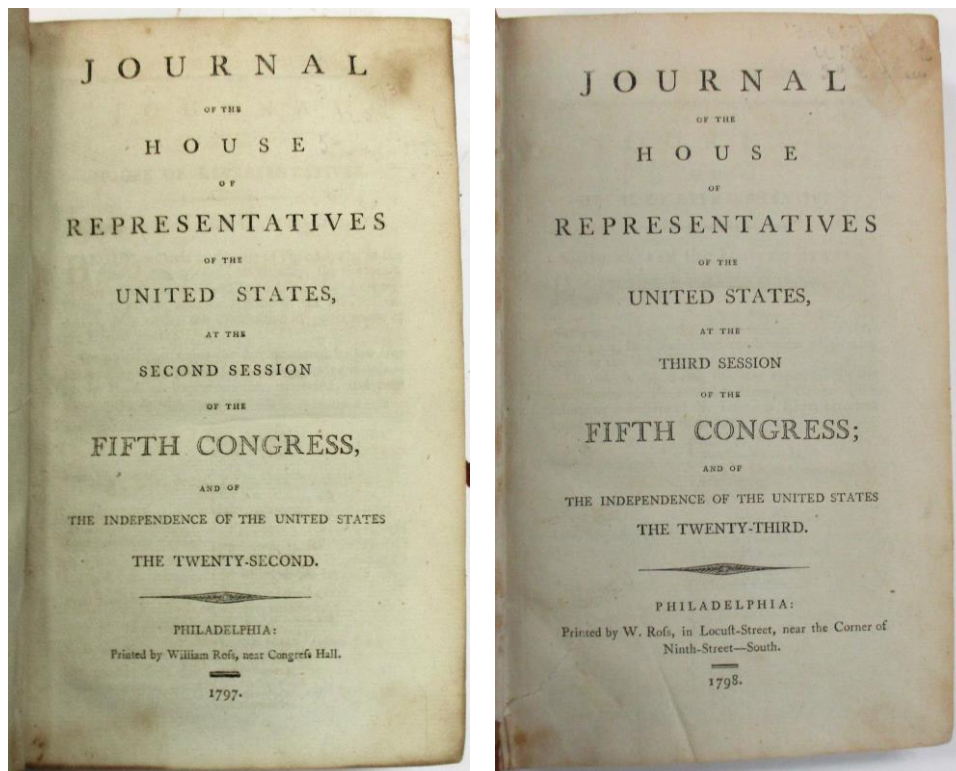 JOURNAL
OF THE
HOUSE
OF
REPRESENTATIVES
OF THE
UNITED STATES,
AT THE
SECOND SESSION
OF THE
FIFTH CONGRESS,
AND OF
THE INDEPENDENCE OF THE UNITED STATES
THE TWENTY-SECOND.
PHILADELPHIA:
Printed by William Roſs, near Congreſs Hall.
1797.
JOURNAL
OF THE
HOUSE
OF
REPRESENTATIVES
OF THE
UNITED STATES,
AT THE
THIRD SESSION
OF THE
FIFTH CONGRESS;
AND OF
THE INDEPENDENCE OF THE UNITED STATES
THE TWENTY-THIRD.
PHILADELPHIA:
Printed by W. Roſs, in Locuſt-Street, near the Corner of
Ninth-Street—South.
1798.